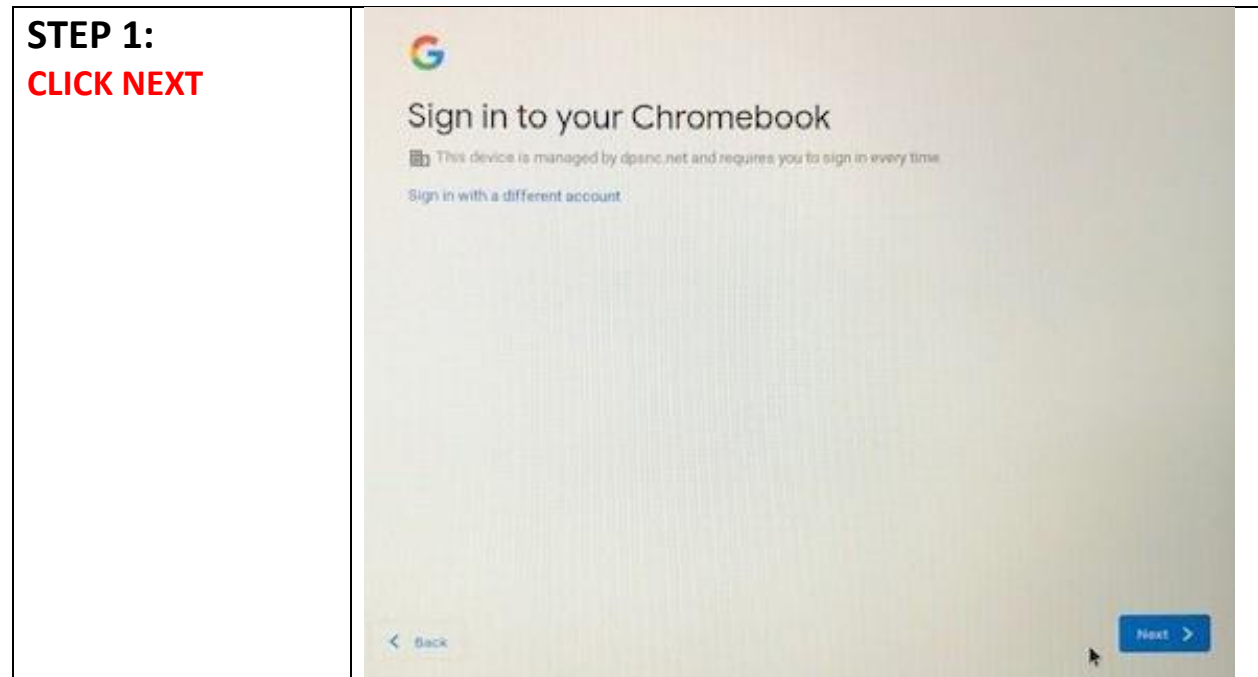 STEP 1:
CLICK NEXT
Sign in to your Chromebook
This device is managed by dpsnc.net and requires you to sign in every time.
Sign in with a different account
Back
Next